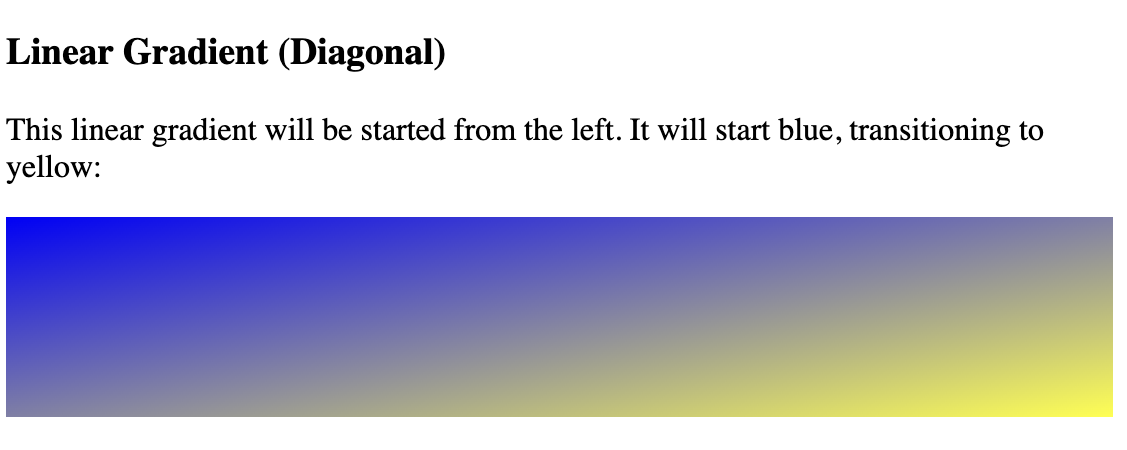 Linear Gradient (Diagonal)
This linear gradient will be started from the left. It will start blue, transitioning to
yellow: